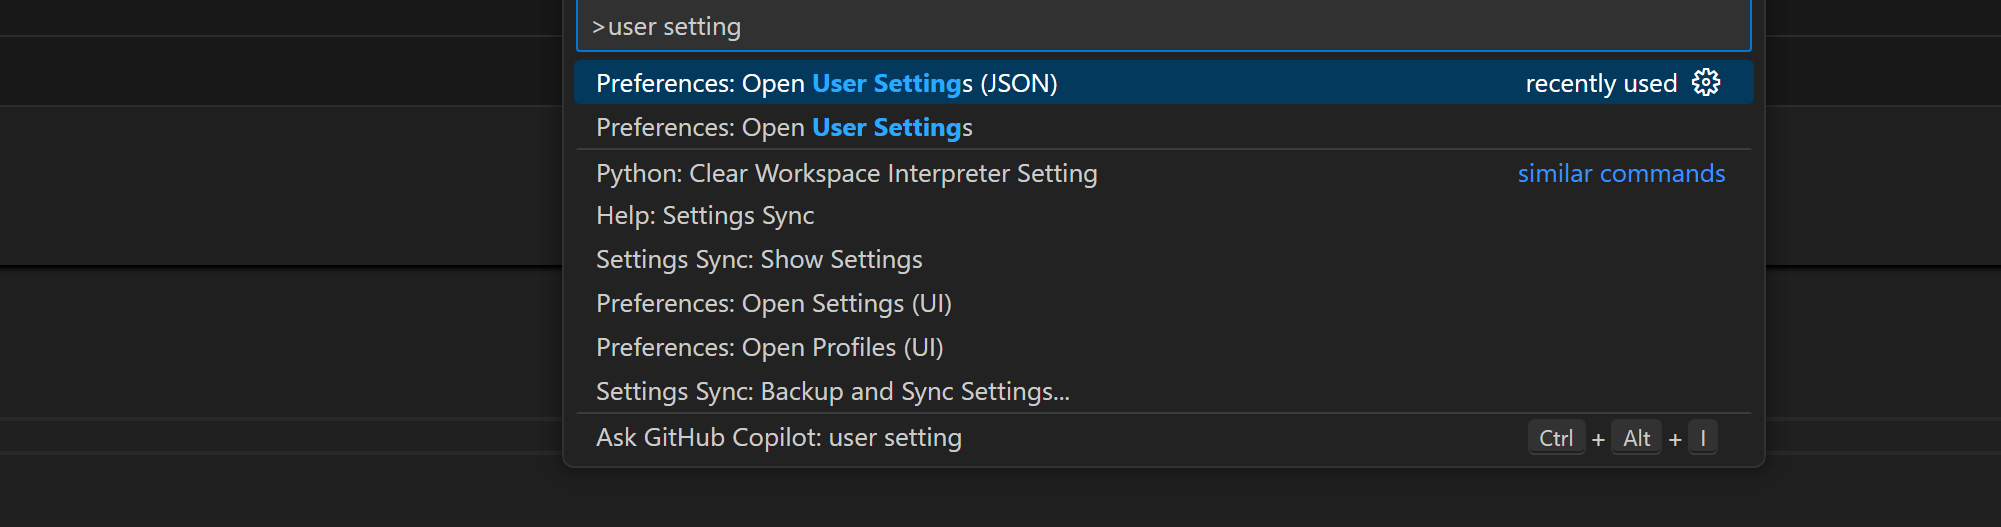 >user setting
Preferences: Open User Settings (JSON) recently used
Preferences: Open User Settings
Python: Clear Workspace Interpreter Setting similar commands
Help: Settings Sync
Settings Sync: Show Settings
Preferences: Open Settings (UI)
Preferences: Open Profiles (UI)
Settings Sync: Backup and Sync Settings...
Ask GitHub Copilot: user setting Ctrl + Alt + I